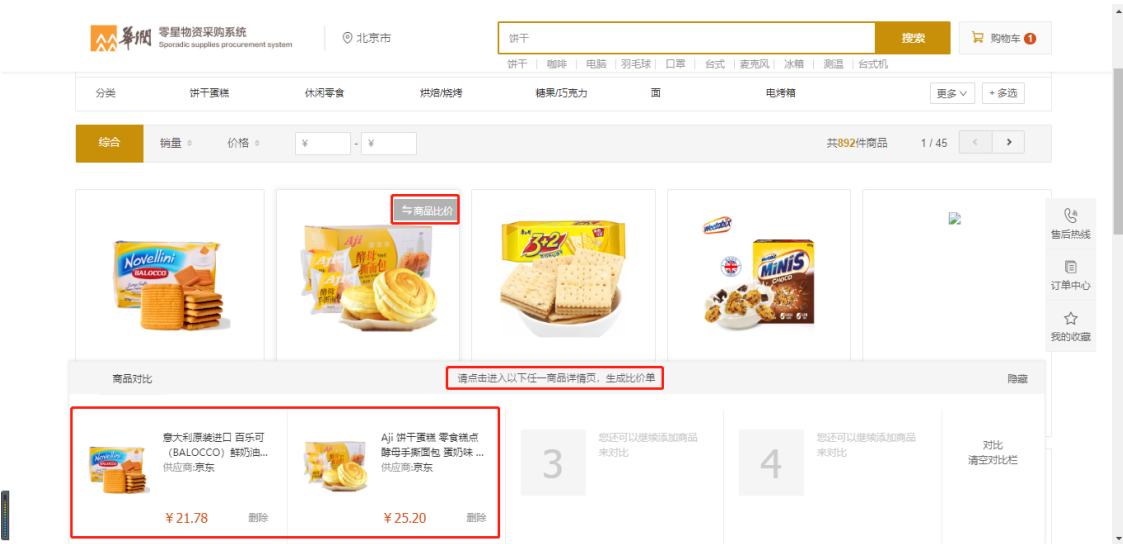 華潤 零星物资采购系统
Sporadic supplies procurement system
北京市
饼干
搜索
购物车 1
饼干 | 咖啡 | 电脑 | 羽毛球 | 口罩 | 台式 | 麦克风 | 冰箱 | 测温 | 台式机
分类 饼干蛋糕 休闲零食 烘焙/烧烤 糖果/巧克力 面 电烤箱 更多 +多选
综合 销量 价格 ¥ - ¥ 共892件商品 1 / 45 < >
商品比价
Novellini
BALOCCO
Aji
3+2
weetabix
MiNiS
CHOCO
售后热线
订单中心
我的收藏
商品对比 请点击进入以下任一商品详情页，生成比价单 隐藏
意大利原装进口 百乐可
（BALOCCO）鲜奶油...
供应商:京东
¥21.78 删除
Aji 饼干蛋糕 零食糕点
酵母手撕面包 蛋奶味 ...
供应商:京东
¥25.20 删除
3
您还可以继续添加商品
来对比
4
您还可以继续添加商品
来对比
对比
清空对比栏